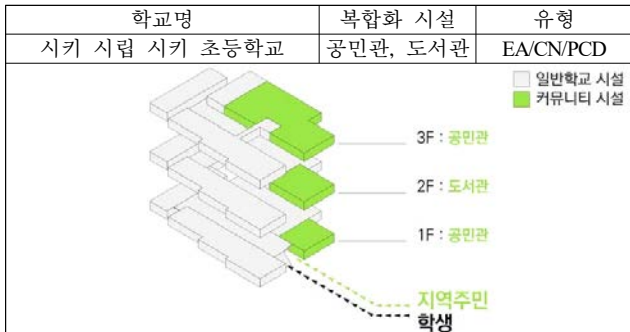 학교명 복합화 시설 유형
시키 시립 시키 초등학교 공민관, 도서관 EA/CN/PCD
일반학교 시설
커뮤니티 시설
3F : 공민관
2F : 도서관
1F : 공민관
지역주민
학생